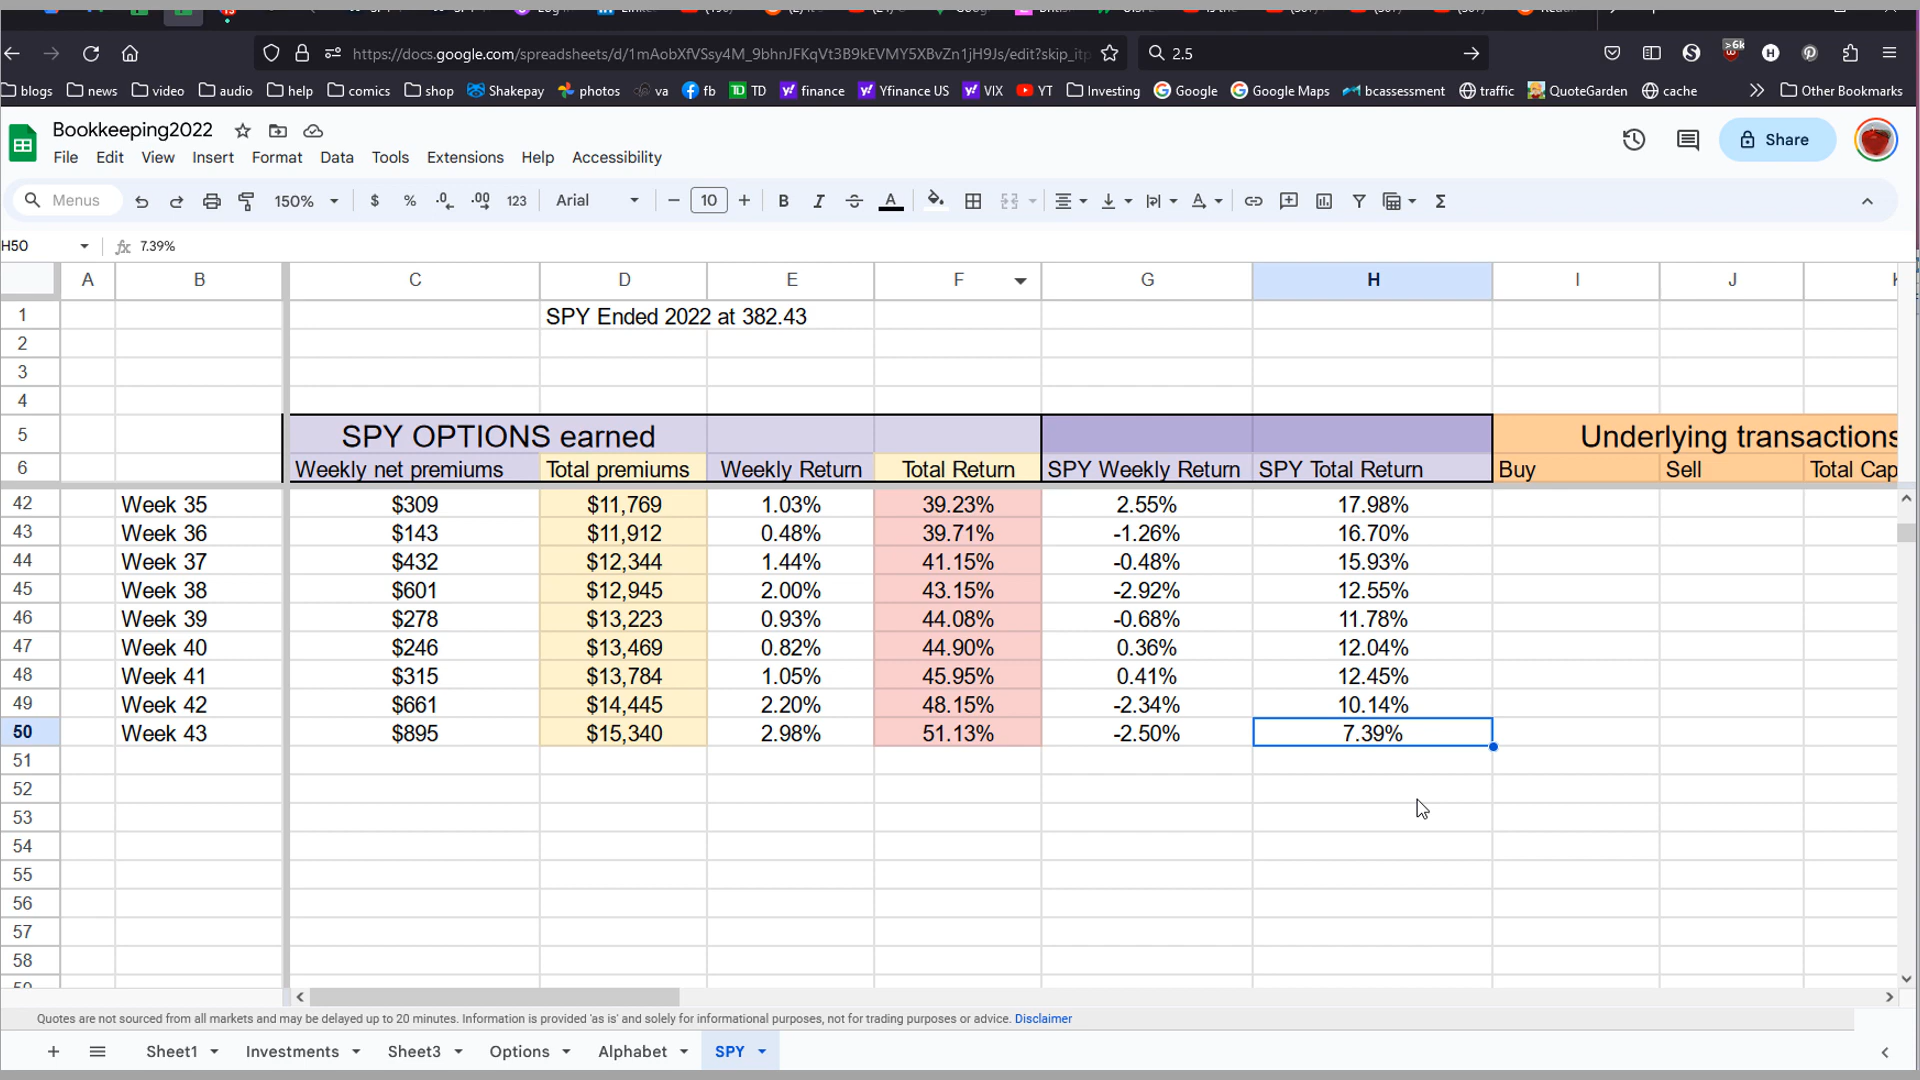 https://docs.google.com/spreadsheets/d/1mAobXfVSsy4M_9bhnJFKqVt3B9kEVMY5XBvZn1jH9Js/edit?skip_itp
2.5
>6k
blogs news video audio help comics shop Shakepay photos va fb TD finance Yfinance US VIX YT Investing Google Google Maps bcassessment traffic QuoteGarden cache Other Bookmarks
Bookkeeping2022
File Edit View Insert Format Data Tools Extensions Help Accessibility
Share
Menus 150% $ % .0 .00 123 Arial 10 B I A
H50 fx 7.39%
A B C D E F G H I J K
1 SPY Ended 2022 at 382.43
2
3
4
5 SPY OPTIONS earned Underlying transactions
6 Weekly net premiums Total premiums Weekly Return Total Return SPY Weekly Return SPY Total Return Buy Sell Total Cap
42 Week 35 $309 $11,769 1.03% 39.23% 2.55% 17.98%
43 Week 36 $143 $11,912 0.48% 39.71% -1.26% 16.70%
44 Week 37 $432 $12,344 1.44% 41.15% -0.48% 15.93%
45 Week 38 $601 $12,945 2.00% 43.15% -2.92% 12.55%
46 Week 39 $278 $13,223 0.93% 44.08% -0.68% 11.78%
47 Week 40 $246 $13,469 0.82% 44.90% 0.36% 12.04%
48 Week 41 $315 $13,784 1.05% 45.95% 0.41% 12.45%
49 Week 42 $661 $14,445 2.20% 48.15% -2.34% 10.14%
50 Week 43 $895 $15,340 2.98% 51.13% -2.50% 7.39%
51
52
53
54
55
56
57
58
59
Quotes are not sourced from all markets and may be delayed up to 20 minutes. Information is provided 'as is' and solely for informational purposes, not for trading purposes or advice. Disclaimer
Sheet1 Investments Sheet3 Options Alphabet SPY